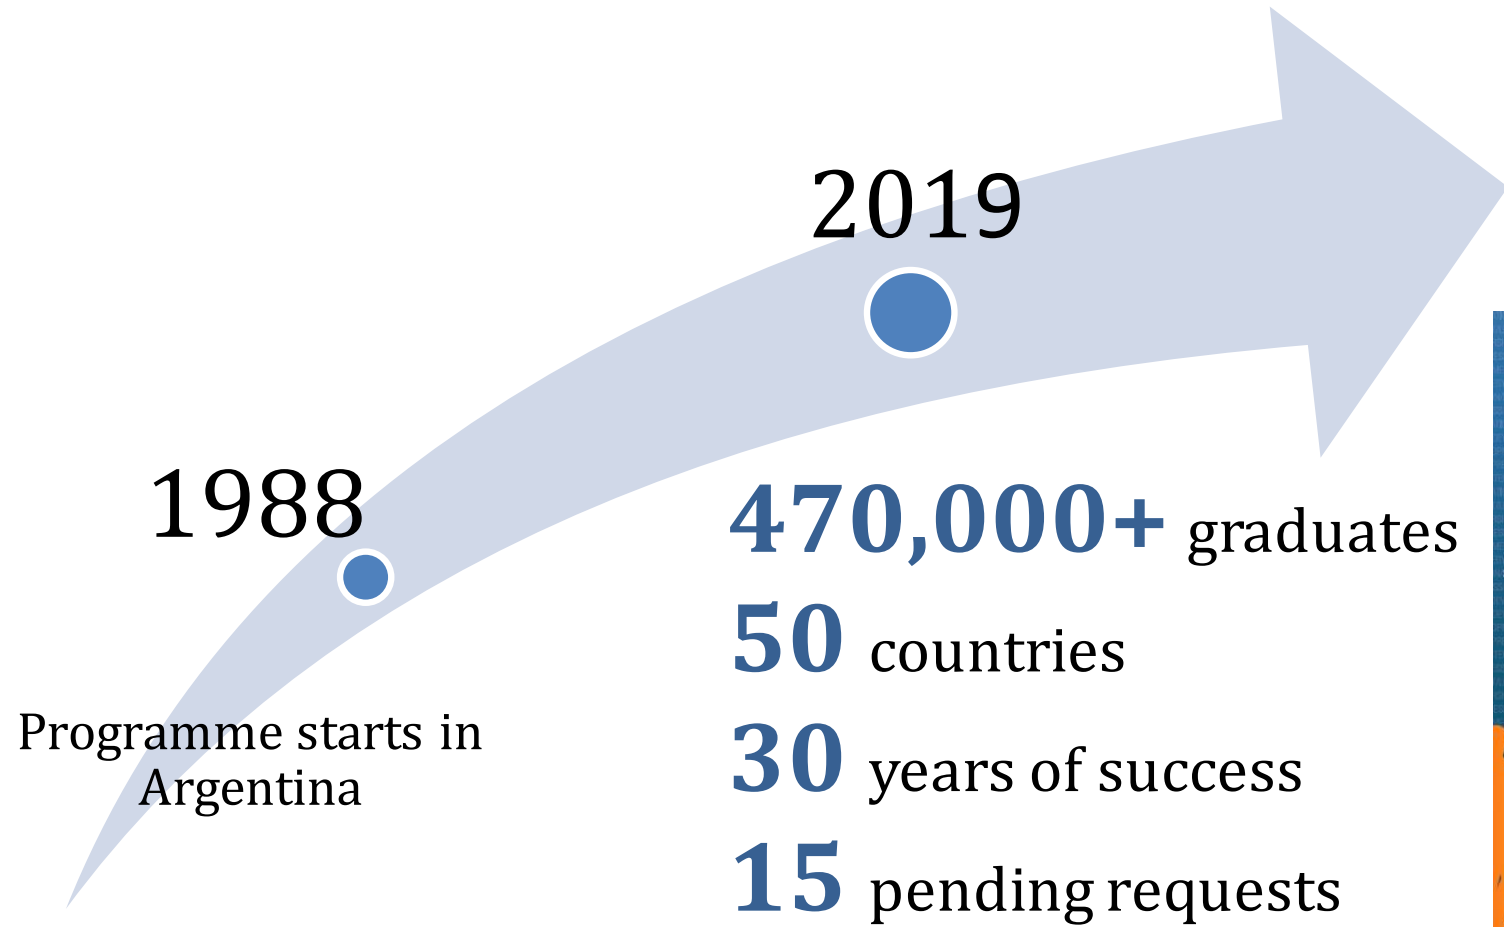 2019
1988
Programme starts in
Argentina
470,000+ graduates
50 countries
30 years of success
15 pending requests